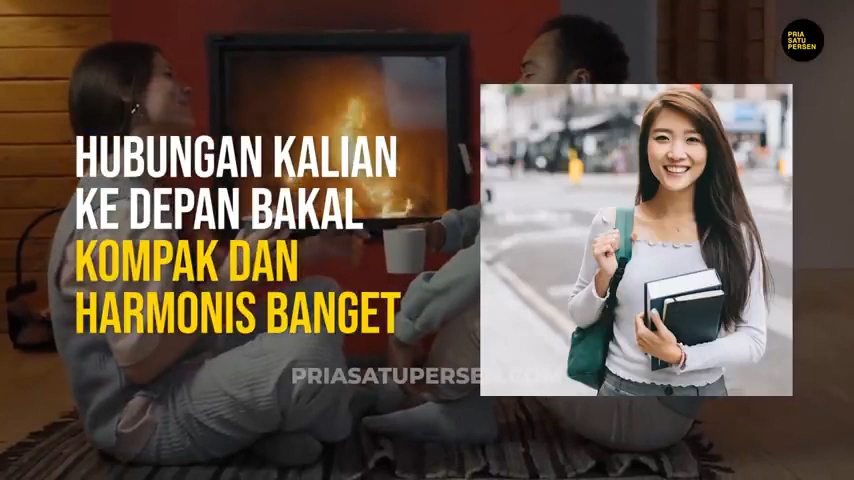 PRIA
SATU
PERSEN
HUBUNGAN KALIAN
KE DEPAN BAKAL
KOMPAK DAN
HARMONIS BANGET
PRIASATUPERSEN.COM